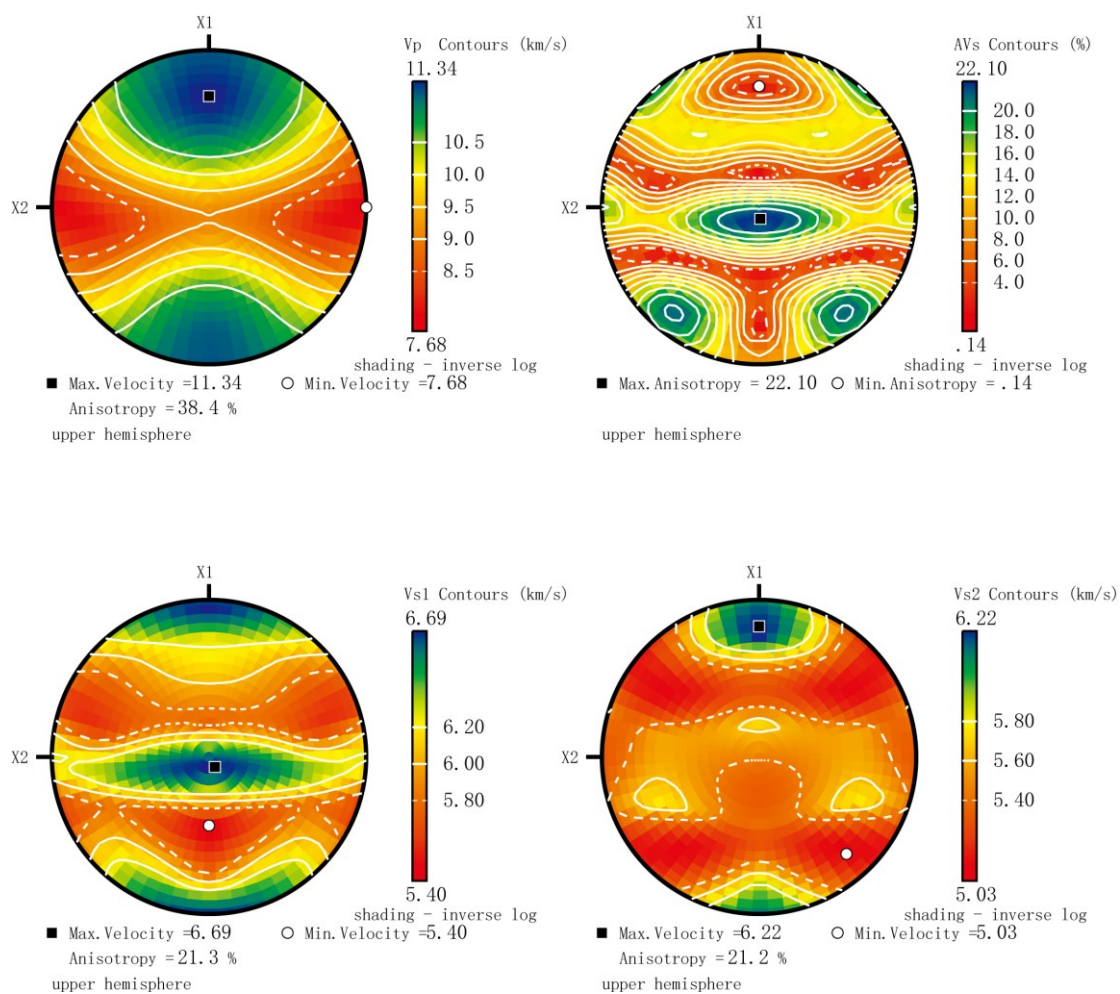 X1
Vp Contours (km/s)
11.34
10.5
10.0
9.5
9.0
8.5
7.68
X2
shading - inverse log
Max.Velocity =11.34 Min.Velocity =7.68
Anisotropy =38.4 %
upper hemisphere
X1
AVs Contours (%)
22.10
20.0
18.0
16.0
14.0
12.0
10.0
8.0
6.0
4.0
.14
X2
shading - inverse log
Max.Anisotropy = 22.10 Min.Anisotropy = .14
upper hemisphere
X1
Vs1 Contours (km/s)
6.69
6.20
6.00
5.80
5.40
X2
shading - inverse log
Max.Velocity =6.69 Min.Velocity =5.40
Anisotropy =21.3 %
upper hemisphere
X1
Vs2 Contours (km/s)
6.22
5.80
5.60
5.40
5.03
X2
shading - inverse log
Max.Velocity =6.22 Min.Velocity =5.03
Anisotropy =21.2 %
upper hemisphere